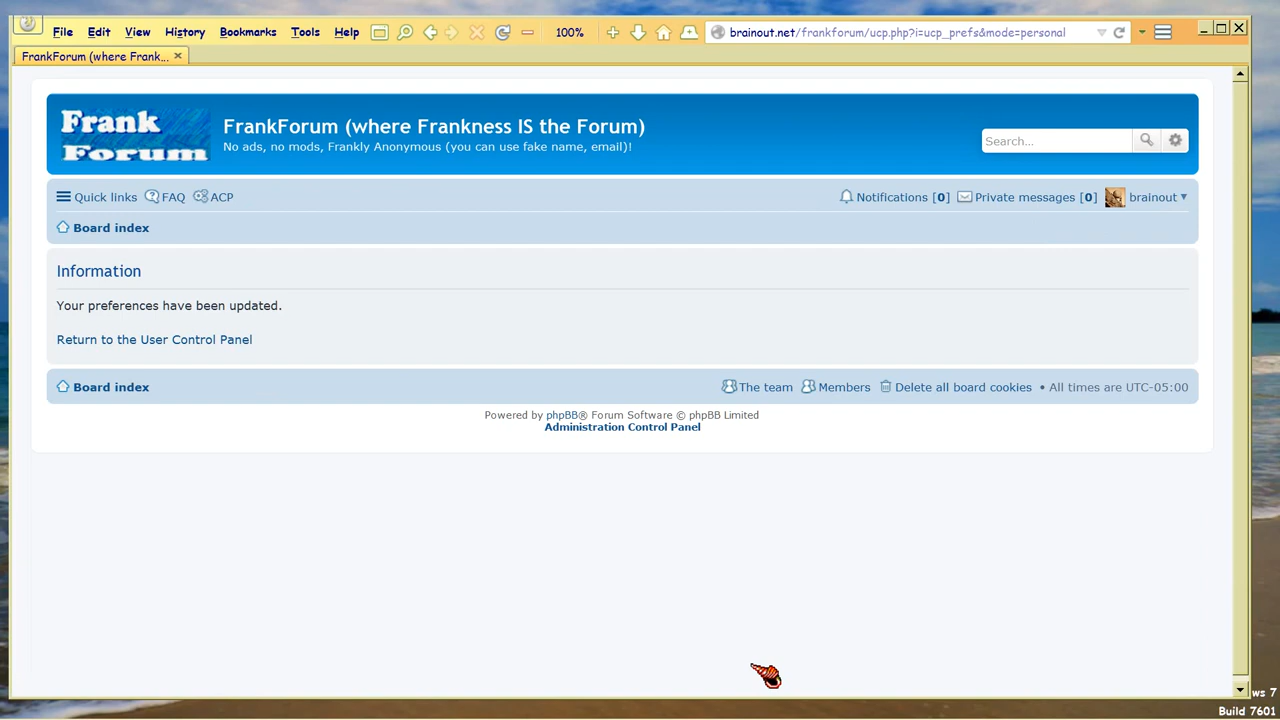 File Edit View History Bookmarks Tools Help 100% brainout.net/frankforum/ucp.php?i=ucp_prefs&mode=personal
FrankForum (where Frank...
Frank
Forum
FrankForum (where Frankness IS the Forum)
No ads, no mods, Frankly Anonymous (you can use fake name, email)!
Search...
Quick links FAQ ACP Notifications [0] Private messages [0] brainout
Board index
Information
Your preferences have been updated.
Return to the User Control Panel
Board index The team Members Delete all board cookies • All times are UTC-05:00
Powered by phpBB® Forum Software © phpBB Limited
Administration Control Panel
ws 7
Build 7601